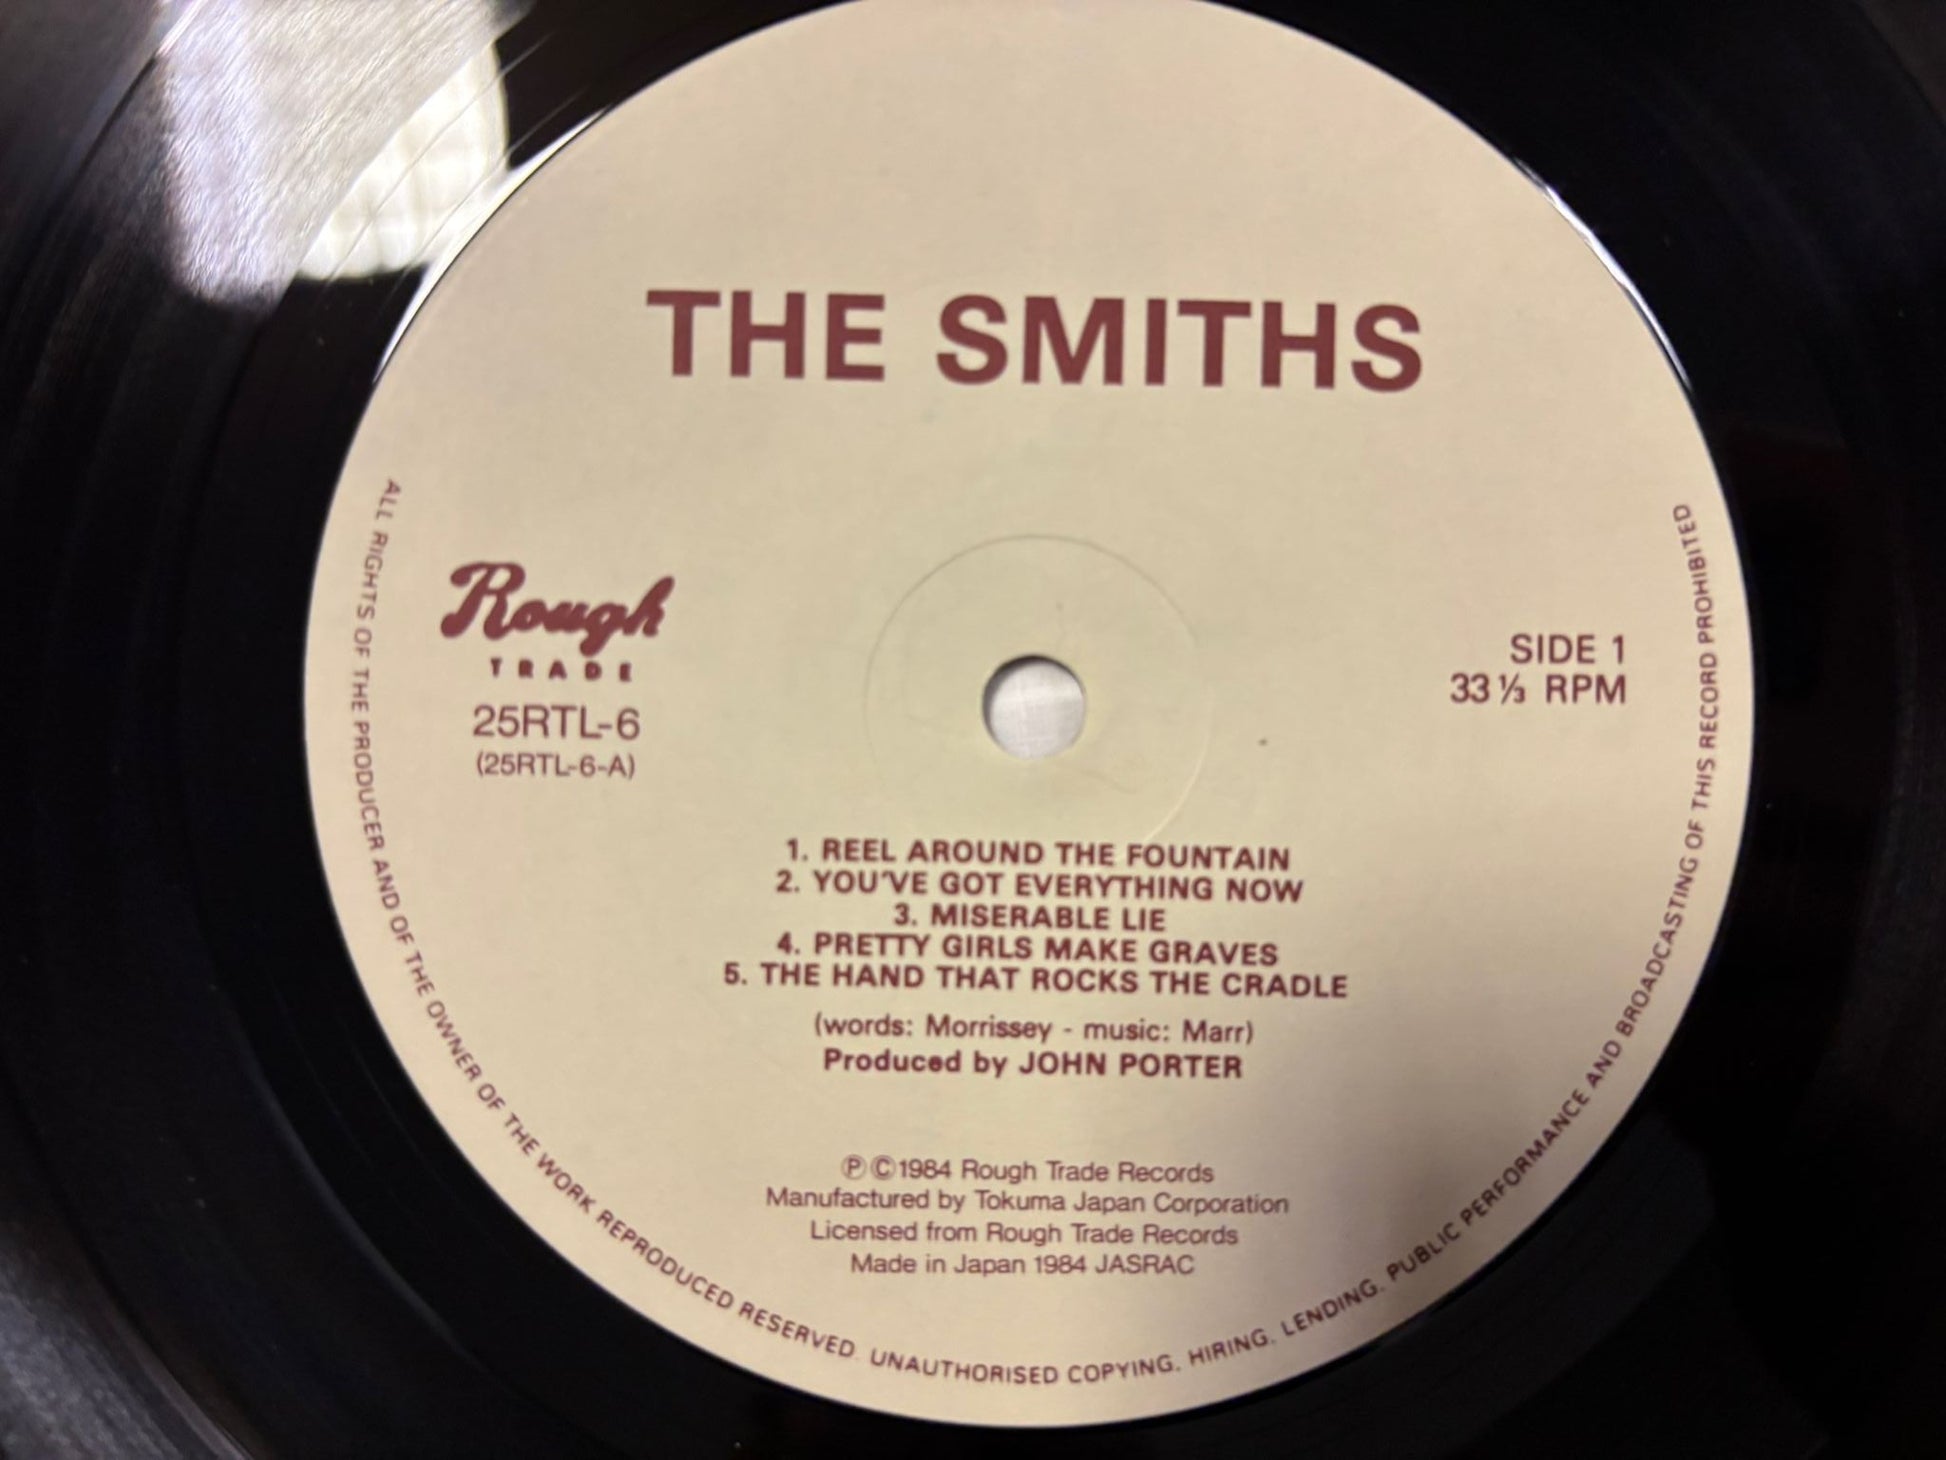 THE SMITHS
Rough
TRADE
25RTL-6
(25RTL-6-A)
SIDE 1
33 ⅓ RPM
1. REEL AROUND THE FOUNTAIN
2. YOU'VE GOT EVERYTHING NOW
3. MISERABLE LIE
4. PRETTY GIRLS MAKE GRAVES
5. THE HAND THAT ROCKS THE CRADLE
(words: Morrissey - music: Marr)
Produced by JOHN PORTER
ⓅⒸ1984 Rough Trade Records
Manufactured by Tokuma Japan Corporation
Licensed from Rough Trade Records
Made in Japan 1984 JASRAC
ALL RIGHTS OF THE PRODUCER AND OF THE OWNER OF THE WORK REPRODUCED RESERVED. UNAUTHORISED COPYING, HIRING, LENDING, PUBLIC PERFORMANCE AND BROADCASTING OF THIS RECORD PROHIBITED